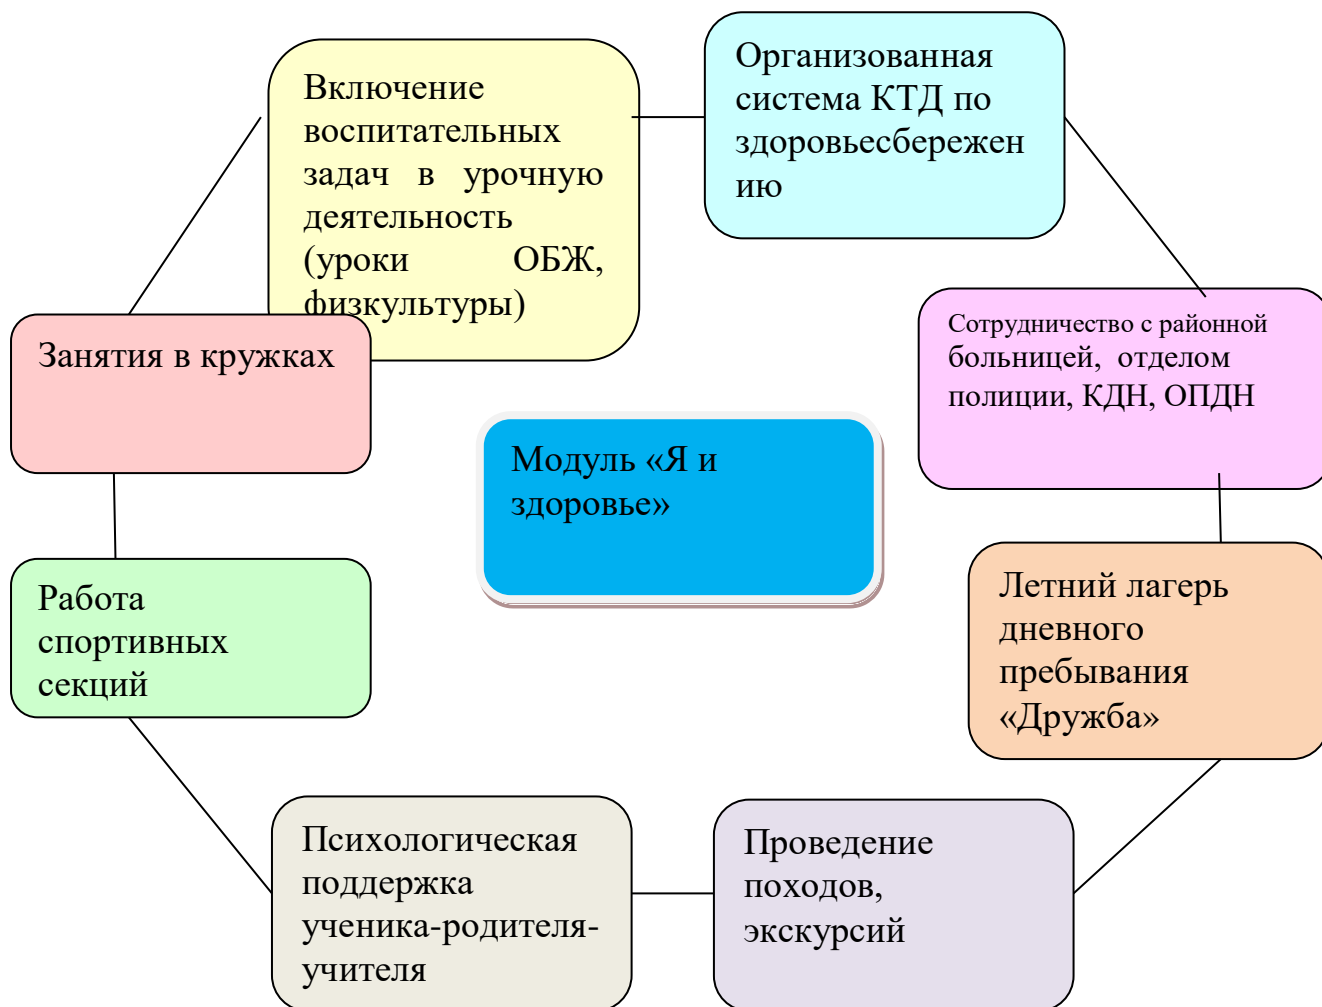 Включение
воспитательных
задач в урочную
деятельность
(уроки ОБЖ,
физкультуры)
Организованная
система КТД по
здоровьесбережен
ию
Занятия в кружках
Сотрудничество с районной
больницей, отделом
полиции, КДН, ОПДН
Модуль «Я и
здоровье»
Работа
спортивных
секций
Летний лагерь
дневного
пребывания
«Дружба»
Психологическая
поддержка
ученика-родителя-
учителя
Проведение
походов,
экскурсий